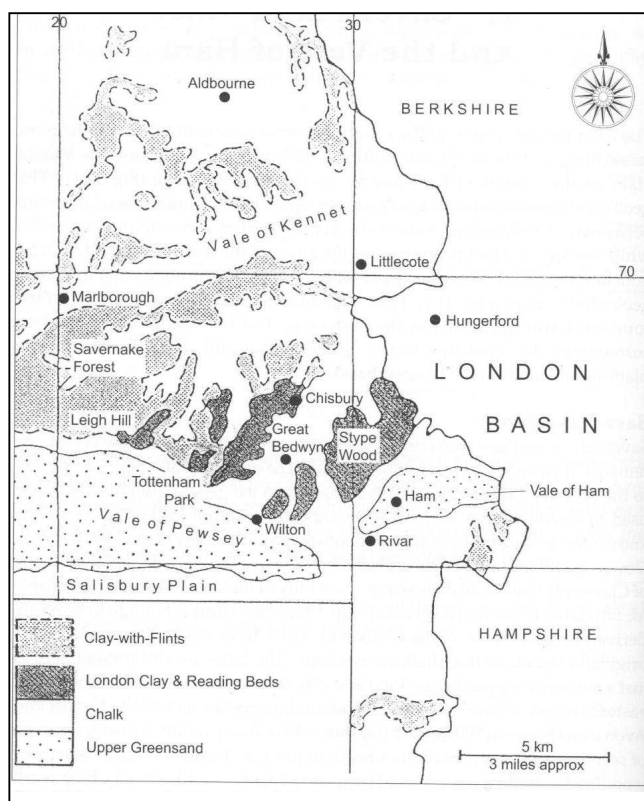 20
30
Aldbourne
BERKSHIRE
Vale of Kennet
Littlecote
70
Marlborough
Hungerford
Savernake
Forest
LONDON
BASIN
Chisbury
Leigh Hill
Great
Bedwyn
Stype
Wood
Tottenham
Park
Ham
Vale of Ham
Vale of Pewsey
Wilton
Rivar
Salisbury Plain
Clay-with-Flints
HAMPSHIRE
London Clay & Reading Beds
Chalk
Upper Greensand
5 km
3 miles approx